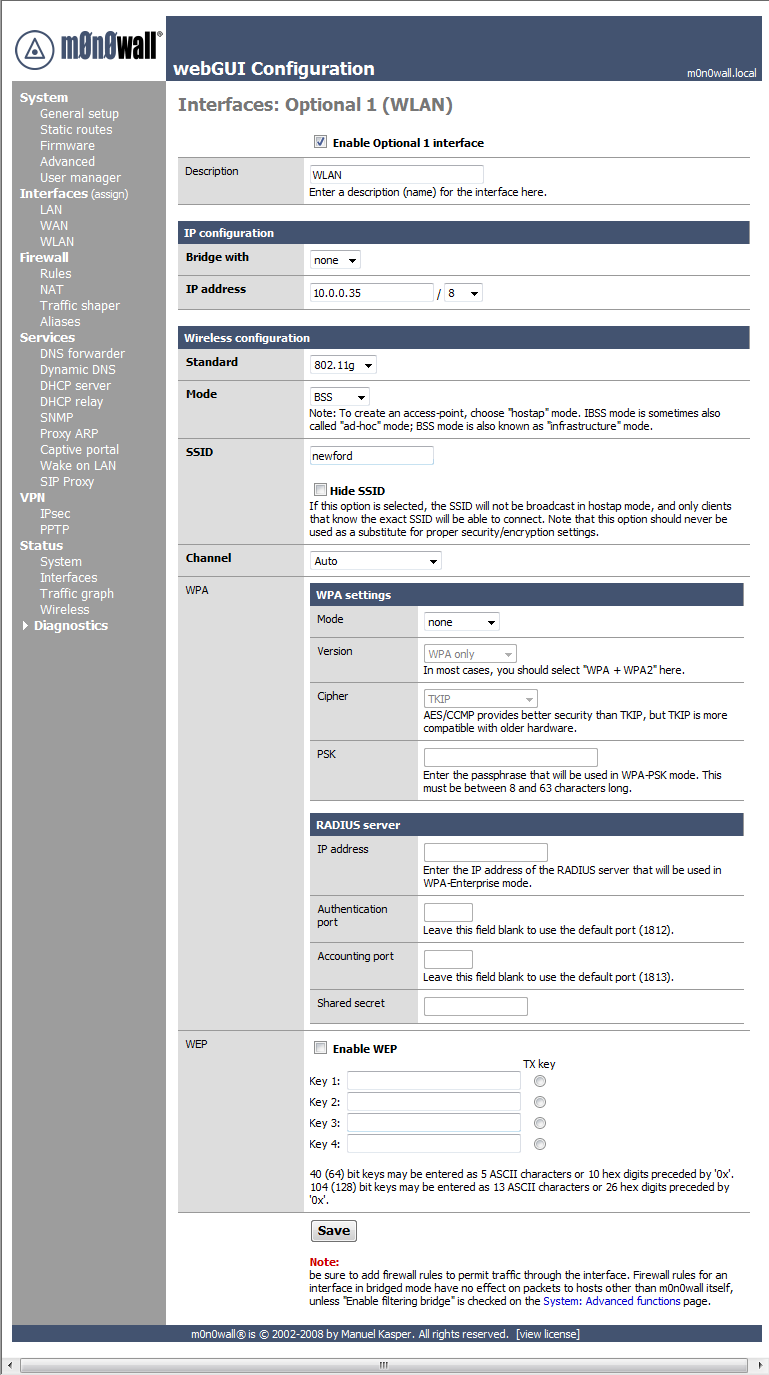 m0n0wall®
webGUI Configuration
m0n0wall.local
System
General setup
Static routes
Firmware
Advanced
User manager
Interfaces (assign)
LAN
WAN
WLAN
Firewall
Rules
NAT
Traffic shaper
Aliases
Services
DNS forwarder
Dynamic DNS
DHCP server
DHCP relay
SNMP
Proxy ARP
Captive portal
Wake on LAN
SIP Proxy
VPN
IPsec
PPTP
Status
System
Interfaces
Traffic graph
Wireless
Diagnostics
Interfaces: Optional 1 (WLAN)
Enable Optional 1 interface
Description
WLAN
Enter a description (name) for the interface here.
IP configuration
Bridge with
none
IP address
10.0.0.35 / 8
Wireless configuration
Standard
802.11g
Mode
BSS
Note: To create an access-point, choose "hostap" mode. IBSS mode is sometimes also
called "ad-hoc" mode; BSS mode is also known as "infrastructure" mode.
SSID
newford
Hide SSID
If this option is selected, the SSID will not be broadcast in hostap mode, and only clients
that know the exact SSID will be able to connect. Note that this option should never be
used as a substitute for proper security/encryption settings.
Channel
Auto
WPA
WPA settings
Mode
none
Version
WPA only
In most cases, you should select "WPA + WPA2" here.
Cipher
TKIP
AES/CCMP provides better security than TKIP, but TKIP is more
compatible with older hardware.
PSK
Enter the passphrase that will be used in WPA-PSK mode. This
must be between 8 and 63 characters long.
RADIUS server
IP address
Enter the IP address of the RADIUS server that will be used in
WPA-Enterprise mode.
Authentication
port
Leave this field blank to use the default port (1812).
Accounting port
Leave this field blank to use the default port (1813).
Shared secret
WEP
Enable WEP
TX key
Key 1:
Key 2:
Key 3:
Key 4:
40 (64) bit keys may be entered as 5 ASCII characters or 10 hex digits preceded by '0x'.
104 (128) bit keys may be entered as 13 ASCII characters or 26 hex digits preceded by
'0x'.
Save
Note:
be sure to add firewall rules to permit traffic through the interface. Firewall rules for an
interface in bridged mode have no effect on packets to hosts other than m0n0wall itself,
unless "Enable filtering bridge" is checked on the System: Advanced functions page.
m0n0wall® is © 2002-2008 by Manuel Kasper. All rights reserved. [view license]